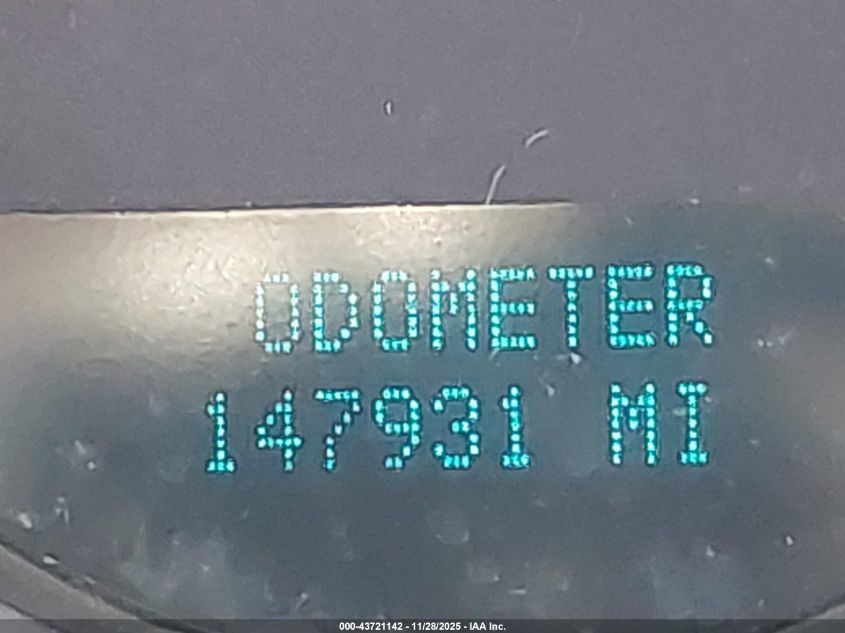 ODOMETER
147931 MI
000-43721142 - 11/28/2025 - IAA Inc.